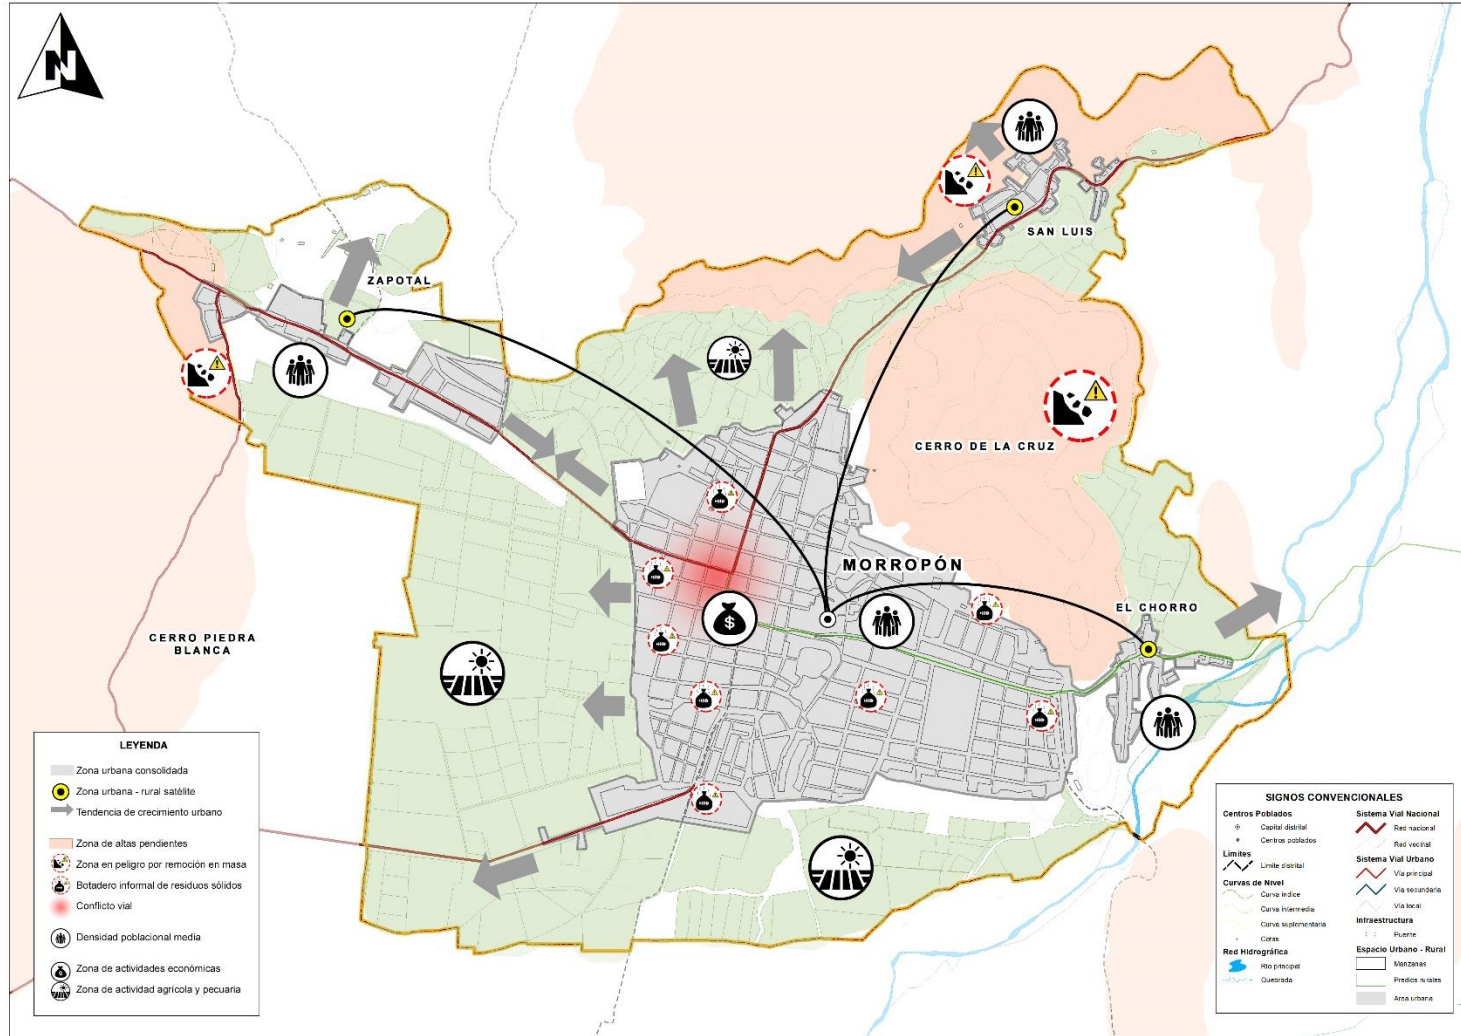 N
SAN LUIS
ZAPOTAL
CERRO DE LA CRUZ
MORROPÓN
EL CHORRO
CERRO PIEDRA
BLANCA
$
LEYENDA
Zona urbana consolidada
Zona urbana - rural satélite
Tendencia de crecimiento urbano
Zona de altas pendientes
Zona en peligro por remoción en masa
Botadero informal de residuos sólidos
Conflicto vial
Densidad poblacional media
Zona de actividades económicas
Zona de actividad agrícola y pecuaria
SIGNOS CONVENCIONALES
Centros Poblados
Capital distrital
Centros poblados
Límites
Límite distrital
Curvas de Nivel
Curva índice
Curva intermedia
Curva suplementaria
Cotas
Red Hidrográfica
Río principal
Quebrada
Sistema Vial Nacional
Red nacional
Red vecinal
Sistema Vial Urbano
Vía principal
Vía secundaria
Vía local
Infraestructura
Puente
Espacio Urbano - Rural
Manzanas
Predios rurales
Area urbana